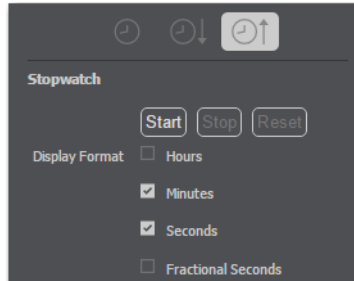 Stopwatch
Start Stop Reset
Display Format Hours
Minutes
Seconds
Fractional Seconds